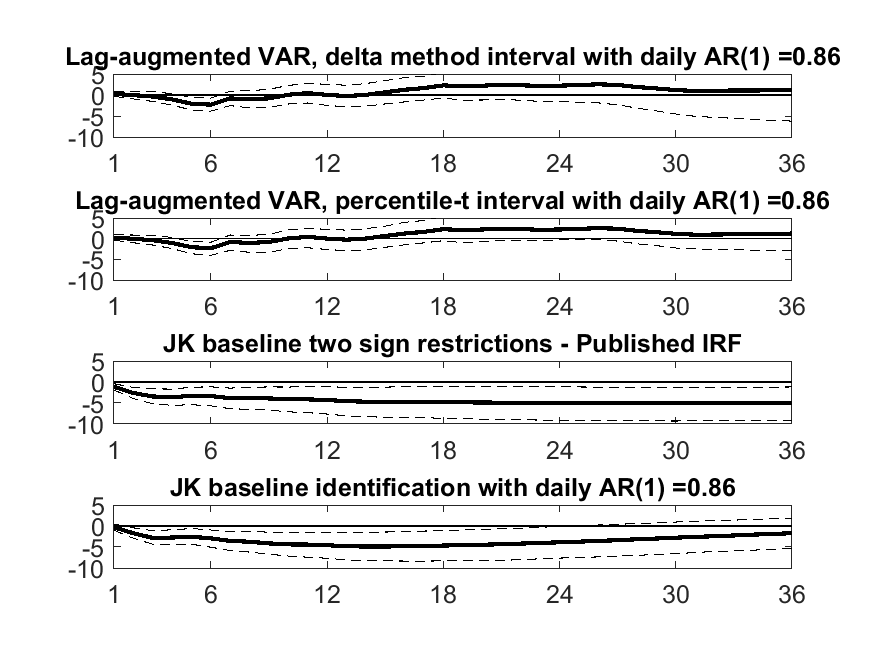 Lag-augmented VAR, delta method interval with daily AR(1) =0.86
5
0
-5
-10
1 6 12 18 24 30 36
Lag-augmented VAR, percentile-t interval with daily AR(1) =0.86
5
0
-5
-10
1 6 12 18 24 30 36
JK baseline two sign restrictions - Published IRF
5
0
-5
-10
1 6 12 18 24 30 36
JK baseline identification with daily AR(1) =0.86
5
0
-5
-10
1 6 12 18 24 30 36